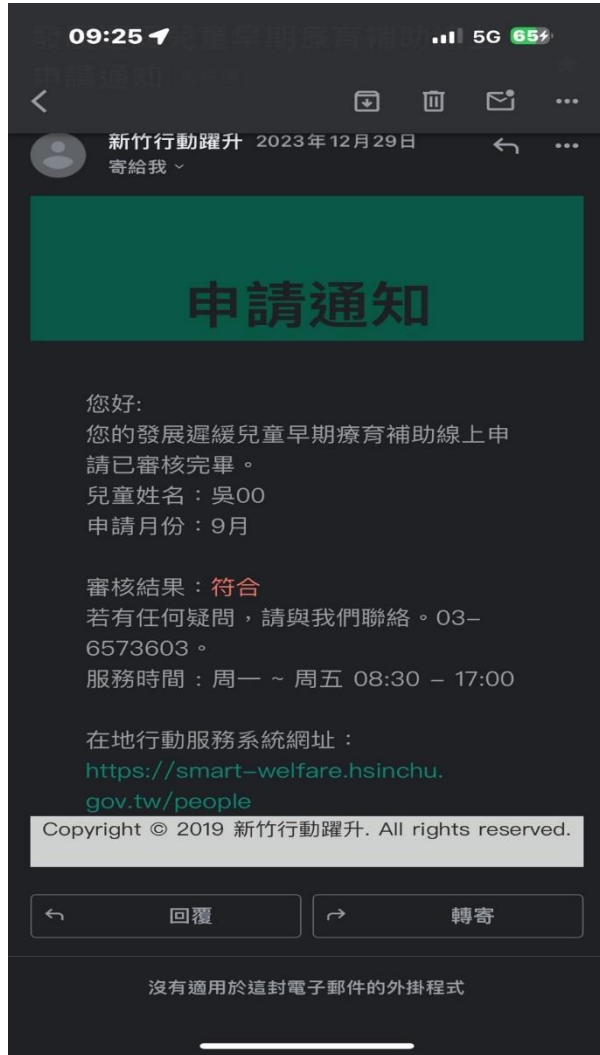 09:25
5G 65
新竹行動躍升 2023年12月29日
寄給我
申請通知
您好:
您的發展遲緩兒童早期療育補助線上申
請已審核完畢。
兒童姓名：吳00
申請月份：9月
審核結果：符合
若有任何疑問，請與我們聯絡。03-
6573603。
服務時間：周一 ~ 周五 08:30 - 17:00
在地行動服務系統網址：
https://smart-welfare.hsinchu.
gov.tw/people
Copyright © 2019 新竹行動躍升. All rights reserved.
回覆
轉寄
沒有適用於這封電子郵件的外掛程式